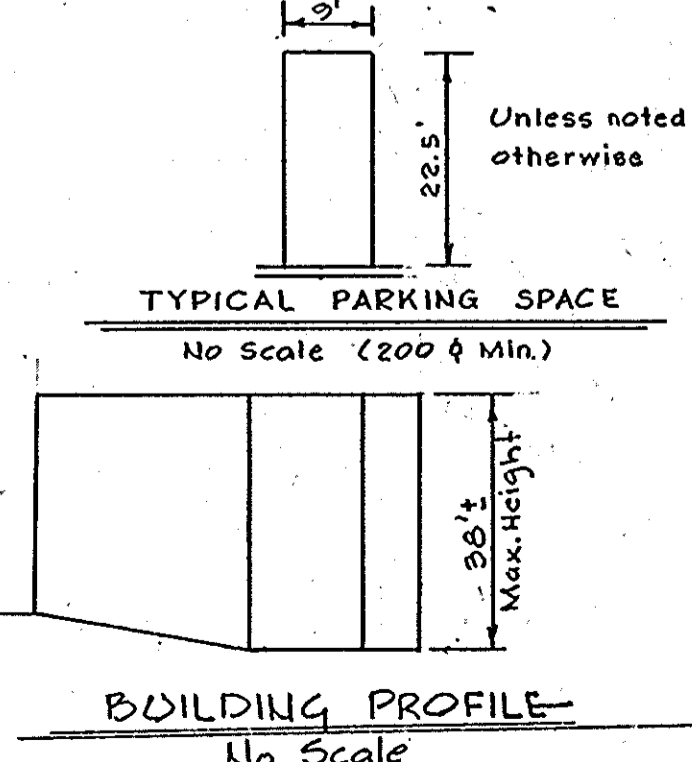 9'
22.5'
Unless noted
otherwise
TYPICAL PARKING SPACE
No Scale (200 ⌽ Min.)
38'±
Max. Height
BUILDING PROFILE
No Scale